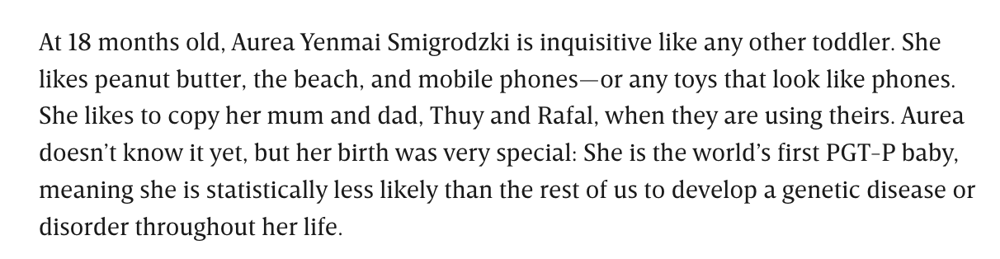 At 18 months old, Aurea Yenmai Smigrodzki is inquisitive like any other toddler. She
likes peanut butter, the beach, and mobile phones—or any toys that look like phones.
She likes to copy her mum and dad, Thuy and Rafal, when they are using theirs. Aurea
doesn’t know it yet, but her birth was very special: She is the world’s first PGT-P baby,
meaning she is statistically less likely than the rest of us to develop a genetic disease or
disorder throughout her life.